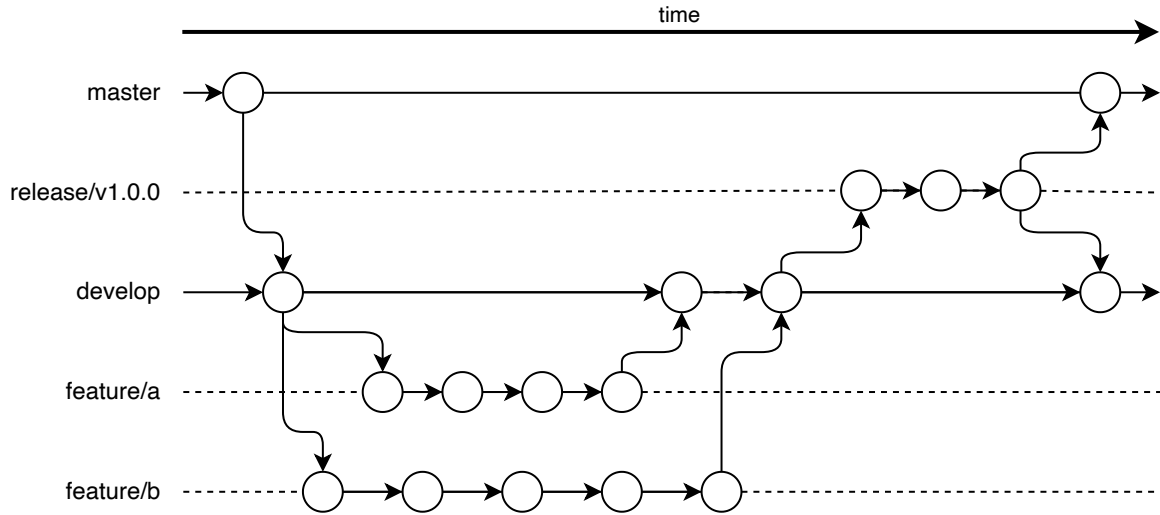 time
master
release/v1.0.0
develop
feature/a
feature/b